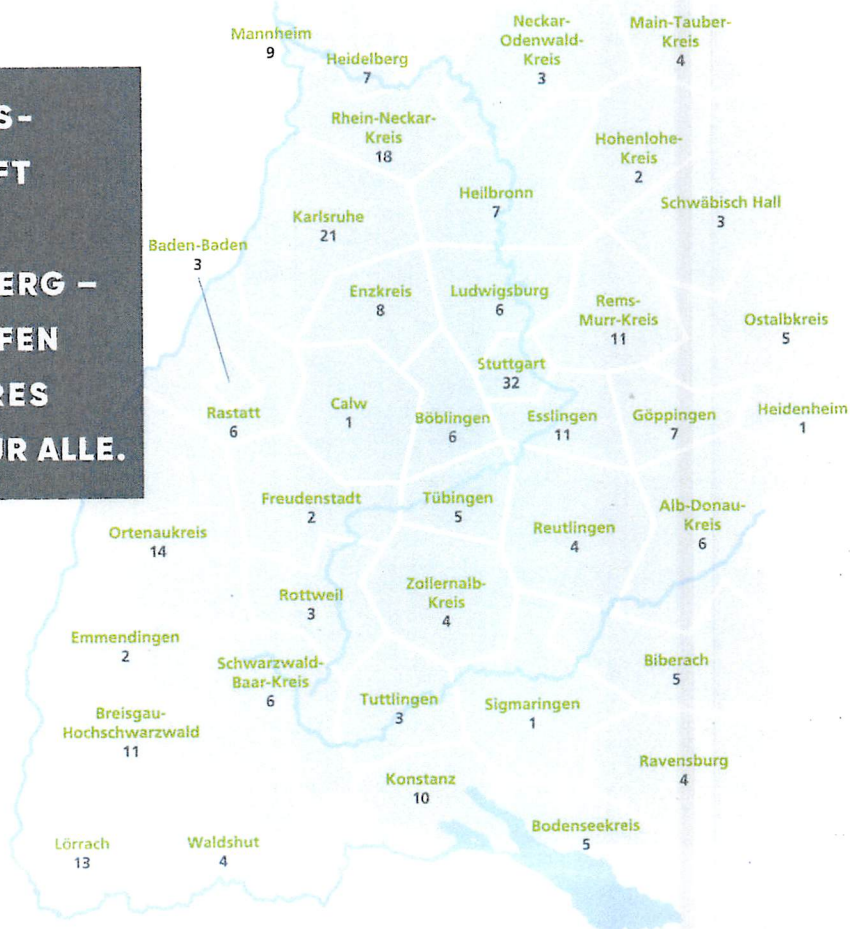 S-
FT
ERG –
FEN
RES
UR ALLE.
Mannheim
9
Heidelberg
7
Neckar-
Odenwald-
Kreis
3
Main-Tauber-
Kreis
4
Rhein-Neckar-
Kreis
18
Hohenlohe-
Kreis
2
Heilbronn
7
Schwäbisch Hall
3
Karlsruhe
21
Baden-Baden
3
Enzkreis
8
Ludwigsburg
6
Rems-
Murr-Kreis
11
Ostalbkreis
5
Stuttgart
32
Rastatt
6
Calw
1
Böblingen
6
Esslingen
11
Göppingen
7
Heidenheim
1
Freudenstadt
2
Tübingen
5
Reutlingen
4
Alb-Donau-
Kreis
6
Ortenaukreis
14
Rottweil
3
Zollernalb-
Kreis
4
Emmendingen
2
Schwarzwald-
Baar-Kreis
6
Biberach
5
Tuttlingen
3
Sigmaringen
1
Breisgau-
Hochschwarzwald
11
Ravensburg
4
Konstanz
10
Bodenseekreis
5
Lörrach
13
Waldshut
4